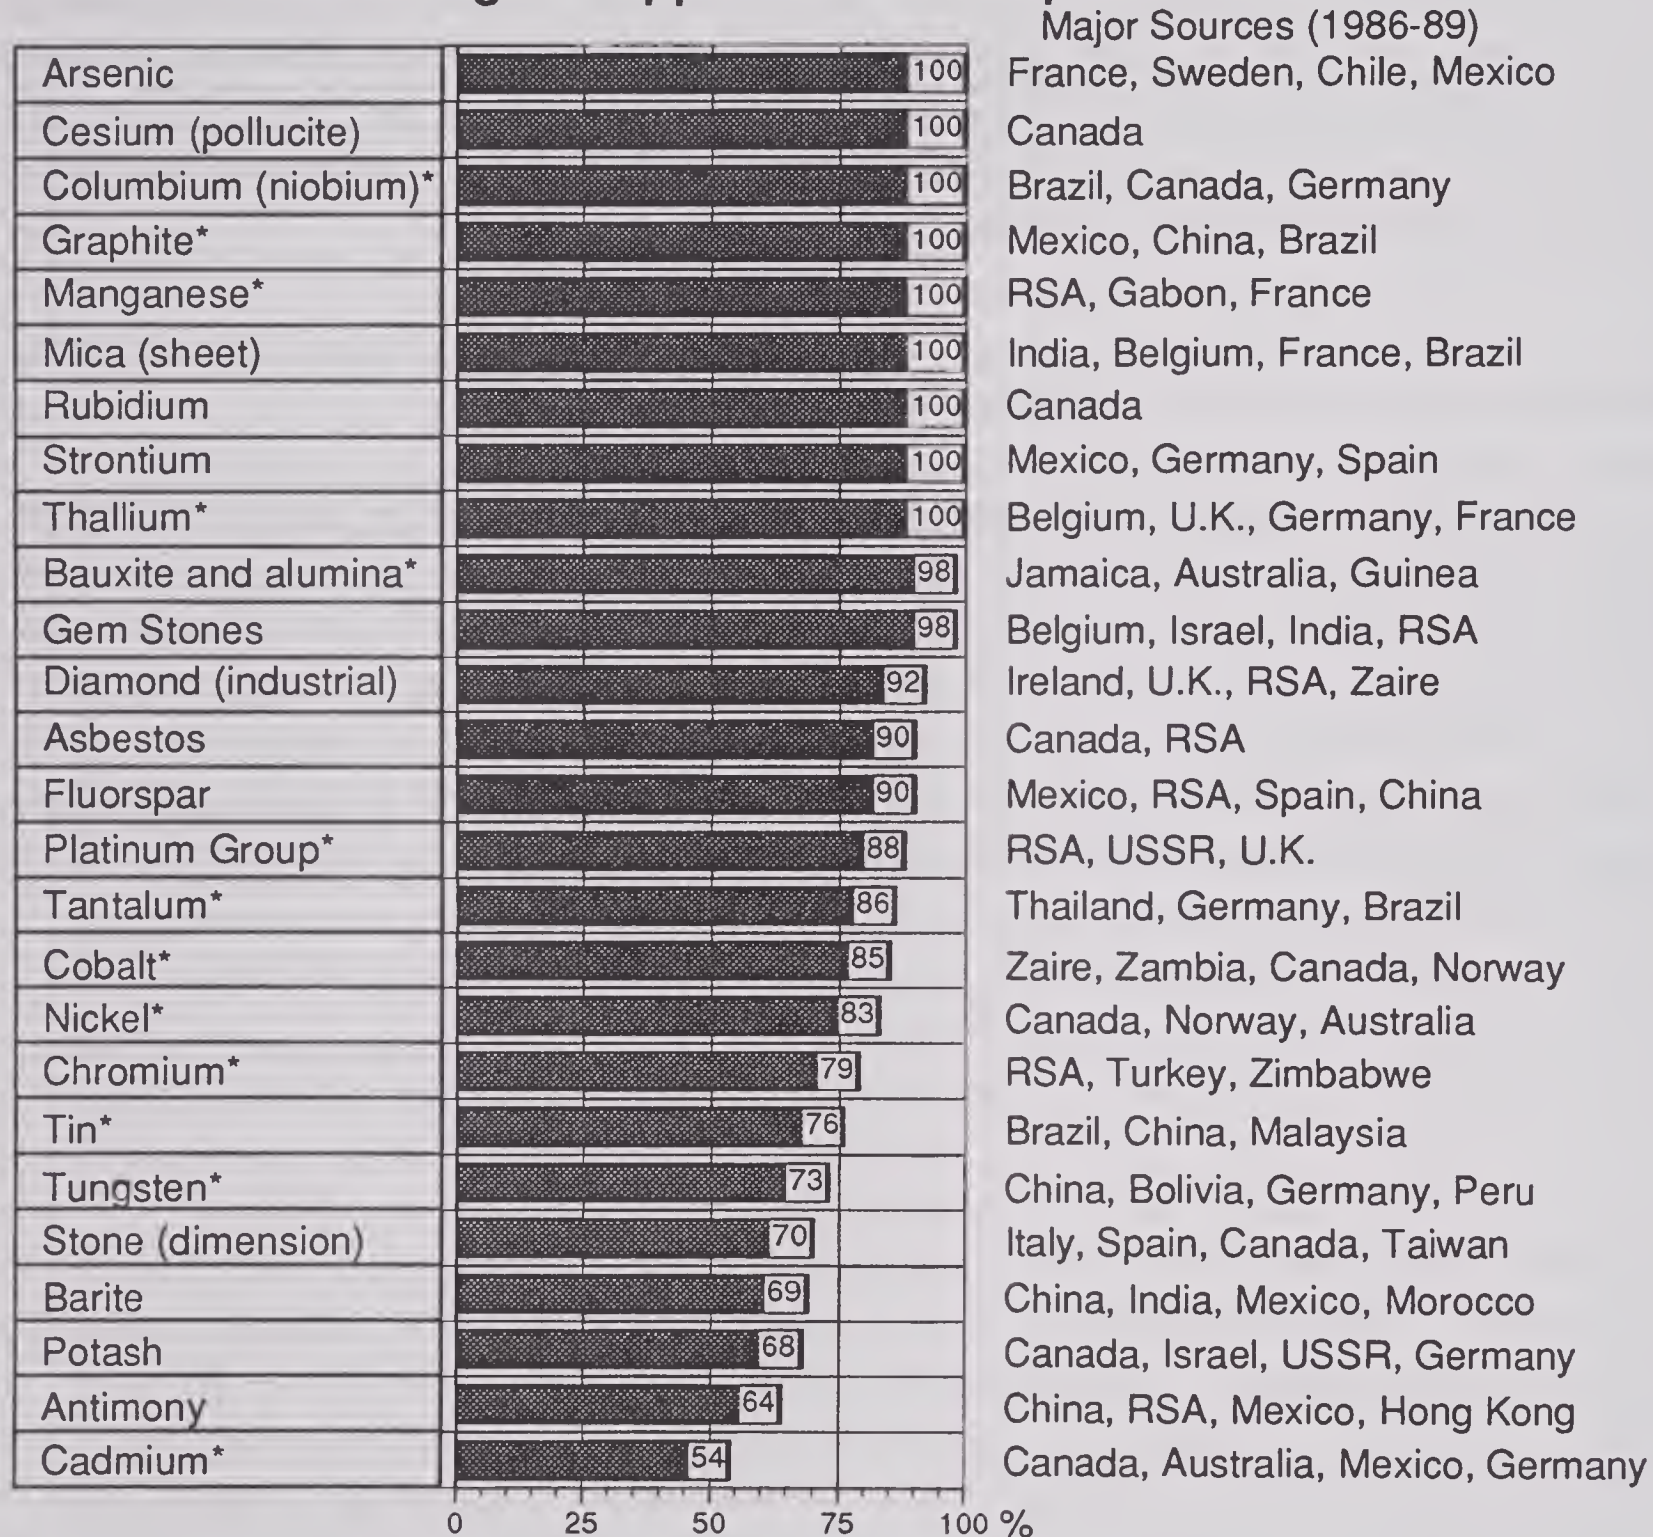 Major Sources (1986-89)
Arsenic 100 France, Sweden, Chile, Mexico
Cesium (pollucite) 100 Canada
Columbium (niobium)* 100 Brazil, Canada, Germany
Graphite* 100 Mexico, China, Brazil
Manganese* 100 RSA, Gabon, France
Mica (sheet) 100 India, Belgium, France, Brazil
Rubidium 100 Canada
Strontium 100 Mexico, Germany, Spain
Thallium* 100 Belgium, U.K., Germany, France
Bauxite and alumina* 98 Jamaica, Australia, Guinea
Gem Stones 98 Belgium, Israel, India, RSA
Diamond (industrial) 92 Ireland, U.K., RSA, Zaire
Asbestos 90 Canada, RSA
Fluorspar 90 Mexico, RSA, Spain, China
Platinum Group* 88 RSA, USSR, U.K.
Tantalum* 86 Thailand, Germany, Brazil
Cobalt* 85 Zaire, Zambia, Canada, Norway
Nickel* 83 Canada, Norway, Australia
Chromium* 79 RSA, Turkey, Zimbabwe
Tin* 76 Brazil, China, Malaysia
Tungsten* 73 China, Bolivia, Germany, Peru
Stone (dimension) 70 Italy, Spain, Canada, Taiwan
Barite 69 China, India, Mexico, Morocco
Potash 68 Canada, Israel, USSR, Germany
Antimony 64 China, RSA, Mexico, Hong Kong
Cadmium* 54 Canada, Australia, Mexico, Germany
0 25 50 75 100 %